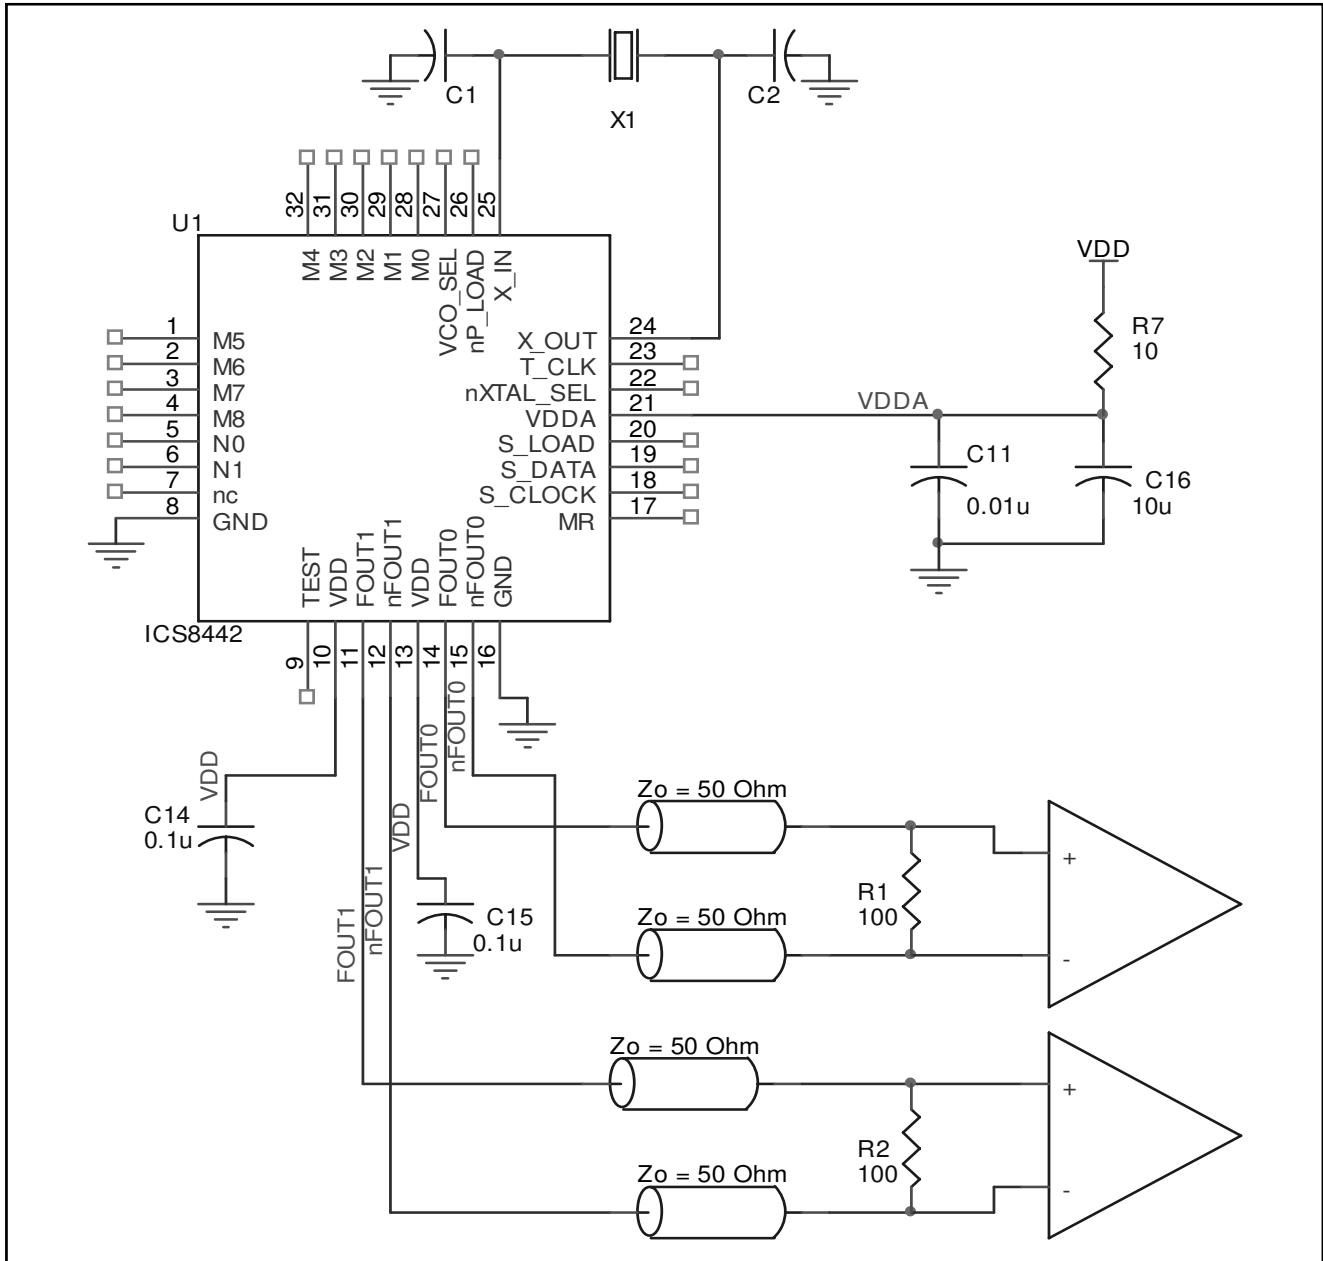 C1
X1
C2
U1
32
31
30
29
28
27
26
25
M4
M3
M2
M1
M0
VCO_SEL
nP_LOAD
X_IN
1
2
3
4
5
6
7
8
M5
M6
M7
M8
N0
N1
nc
GND
X_OUT
T_CLK
nXTAL_SEL
VDDA
S_LOAD
S_DATA
S_CLOCK
MR
24
23
22
21
20
19
18
17
TEST
VDD
FOUT1
nFOUT1
VDD
FOUT0
nFOUT0
GND
ICS8442
9
10
11
12
13
14
15
16
VDD
R7
10
VDDA
C11
0.01u
C16
10u
VDD
C14
0.1u
FOUT1
nFOUT1
VDD
FOUT0
nFOUT0
C15
0.1u
Zo = 50 Ohm
Zo = 50 Ohm
R1
100
+
-
Zo = 50 Ohm
Zo = 50 Ohm
R2
100
+
-